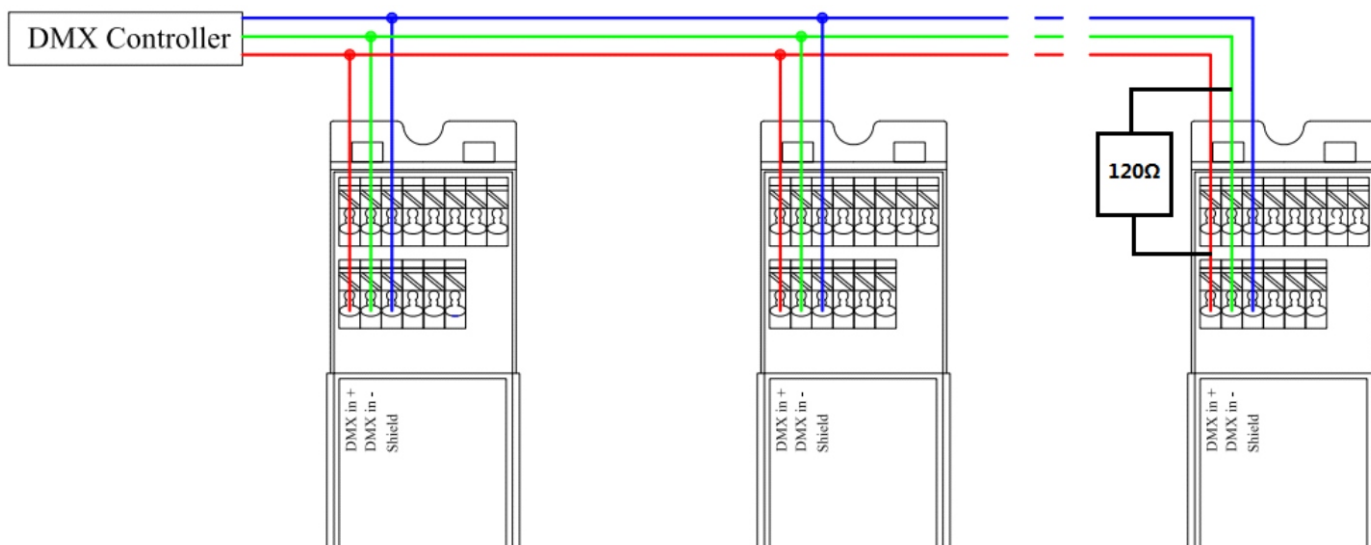 DMX Controller
120Ω
DMX in +
DMX in -
Shield
DMX in +
DMX in -
Shield
DMX in +
DMX in -
Shield